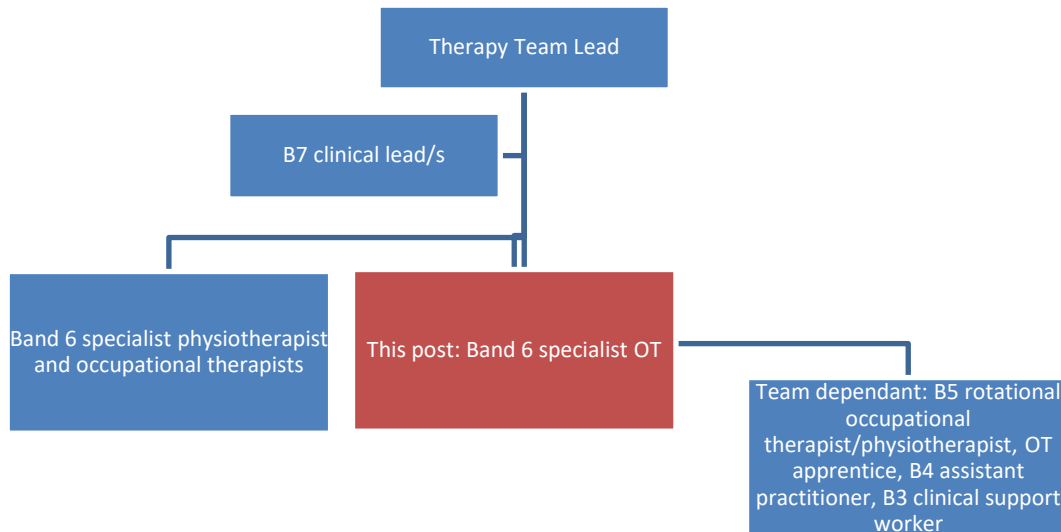 Therapy Team Lead
B7 clinical lead/s
Band 6 specialist physiotherapist
and occupational therapists
This post: Band 6 specialist OT
Team dependant: B5 rotational
occupational
therapist/physiotherapist, OT
apprentice, B4 assistant
practitioner, B3 clinical support
worker